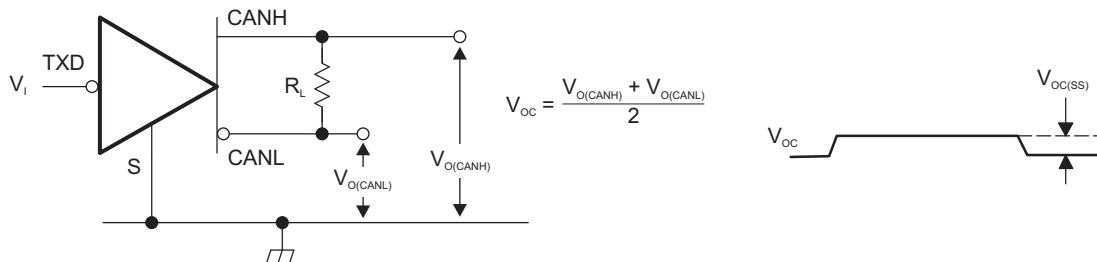 CANH
TXD
V_I
R_L
CANL
S
V_O(CANL)
V_O(CANH)
V_OC = V_O(CANH) + V_O(CANL)
2
V_OC(SS)
V_OC